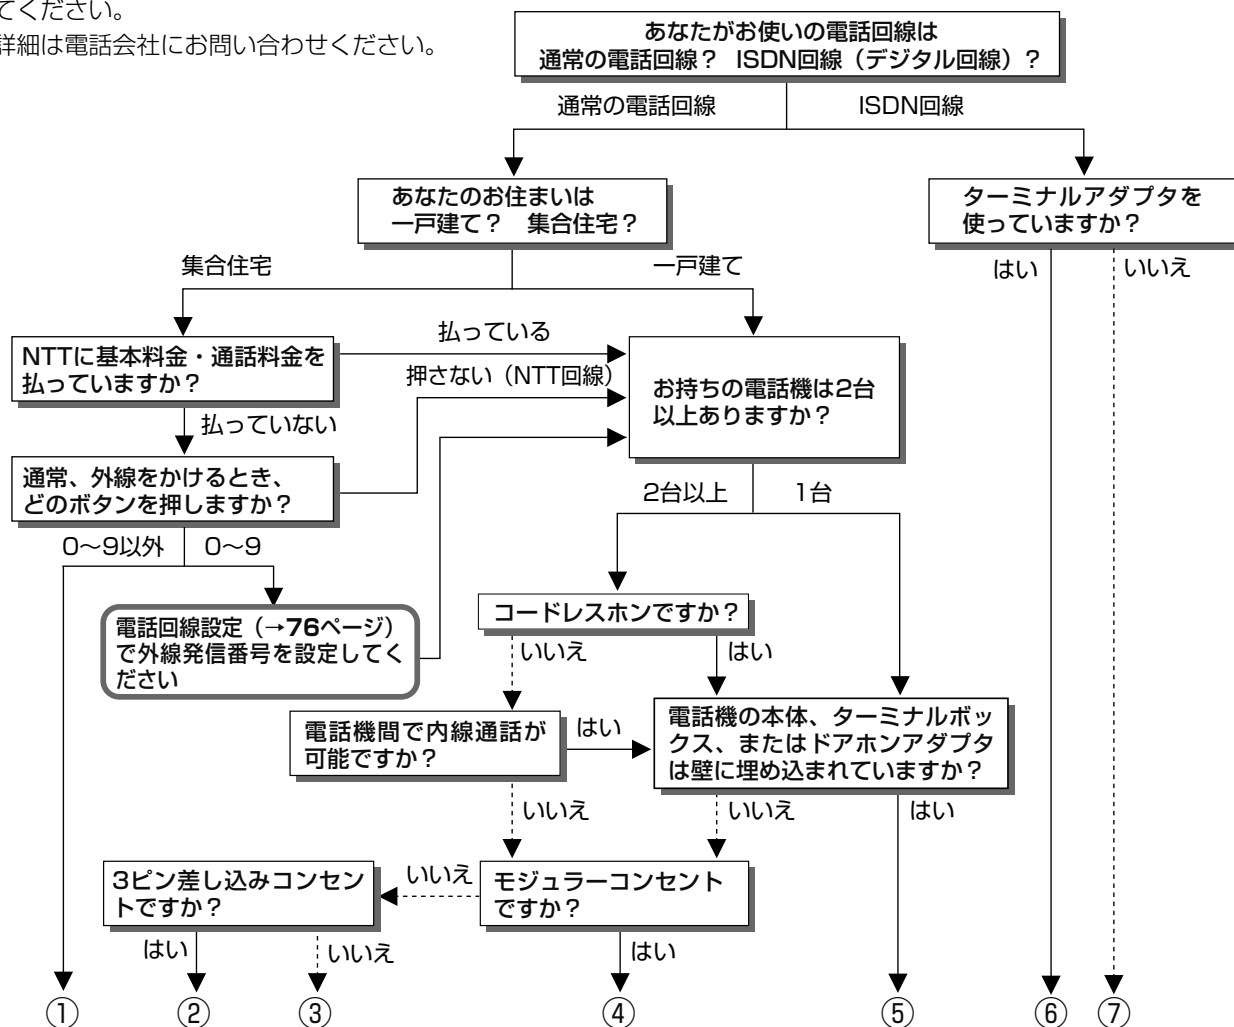 てください。
詳細は電話会社にお問い合わせください。
あなたがお使いの電話回線は
通常の電話回線？ ISDN回線（デジタル回線）？
通常の電話回線
ISDN回線
あなたのお住まいは
一戸建て？ 集合住宅？
ターミナルアダプタを
使っていますか？
集合住宅
一戸建て
はい
いいえ
NTTに基本料金・通話料金を
払っていますか？
払っている
押さない（NTT回線）
お持ちの電話機は2台
以上ありますか？
払っていない
通常、外線をかけるとき、
どのボタンを押しますか？
2台以上
1台
0～9以外
0～9
電話回線設定（→76ページ）
で外線発信番号を設定してく
ださい
コードレスホンですか？
いいえ
はい
電話機間で内線通話が
可能ですか？
はい
電話機の本体、ターミナルボッ
クス、またはドアホンアダプタ
は壁に埋め込まれていますか？
いいえ
いいえ
はい
3ピン差し込みコンセン
トですか？
いいえ
モジュラーコンセント
ですか？
はい
いいえ
はい
① ② ③ ④ ⑤ ⑥ ⑦